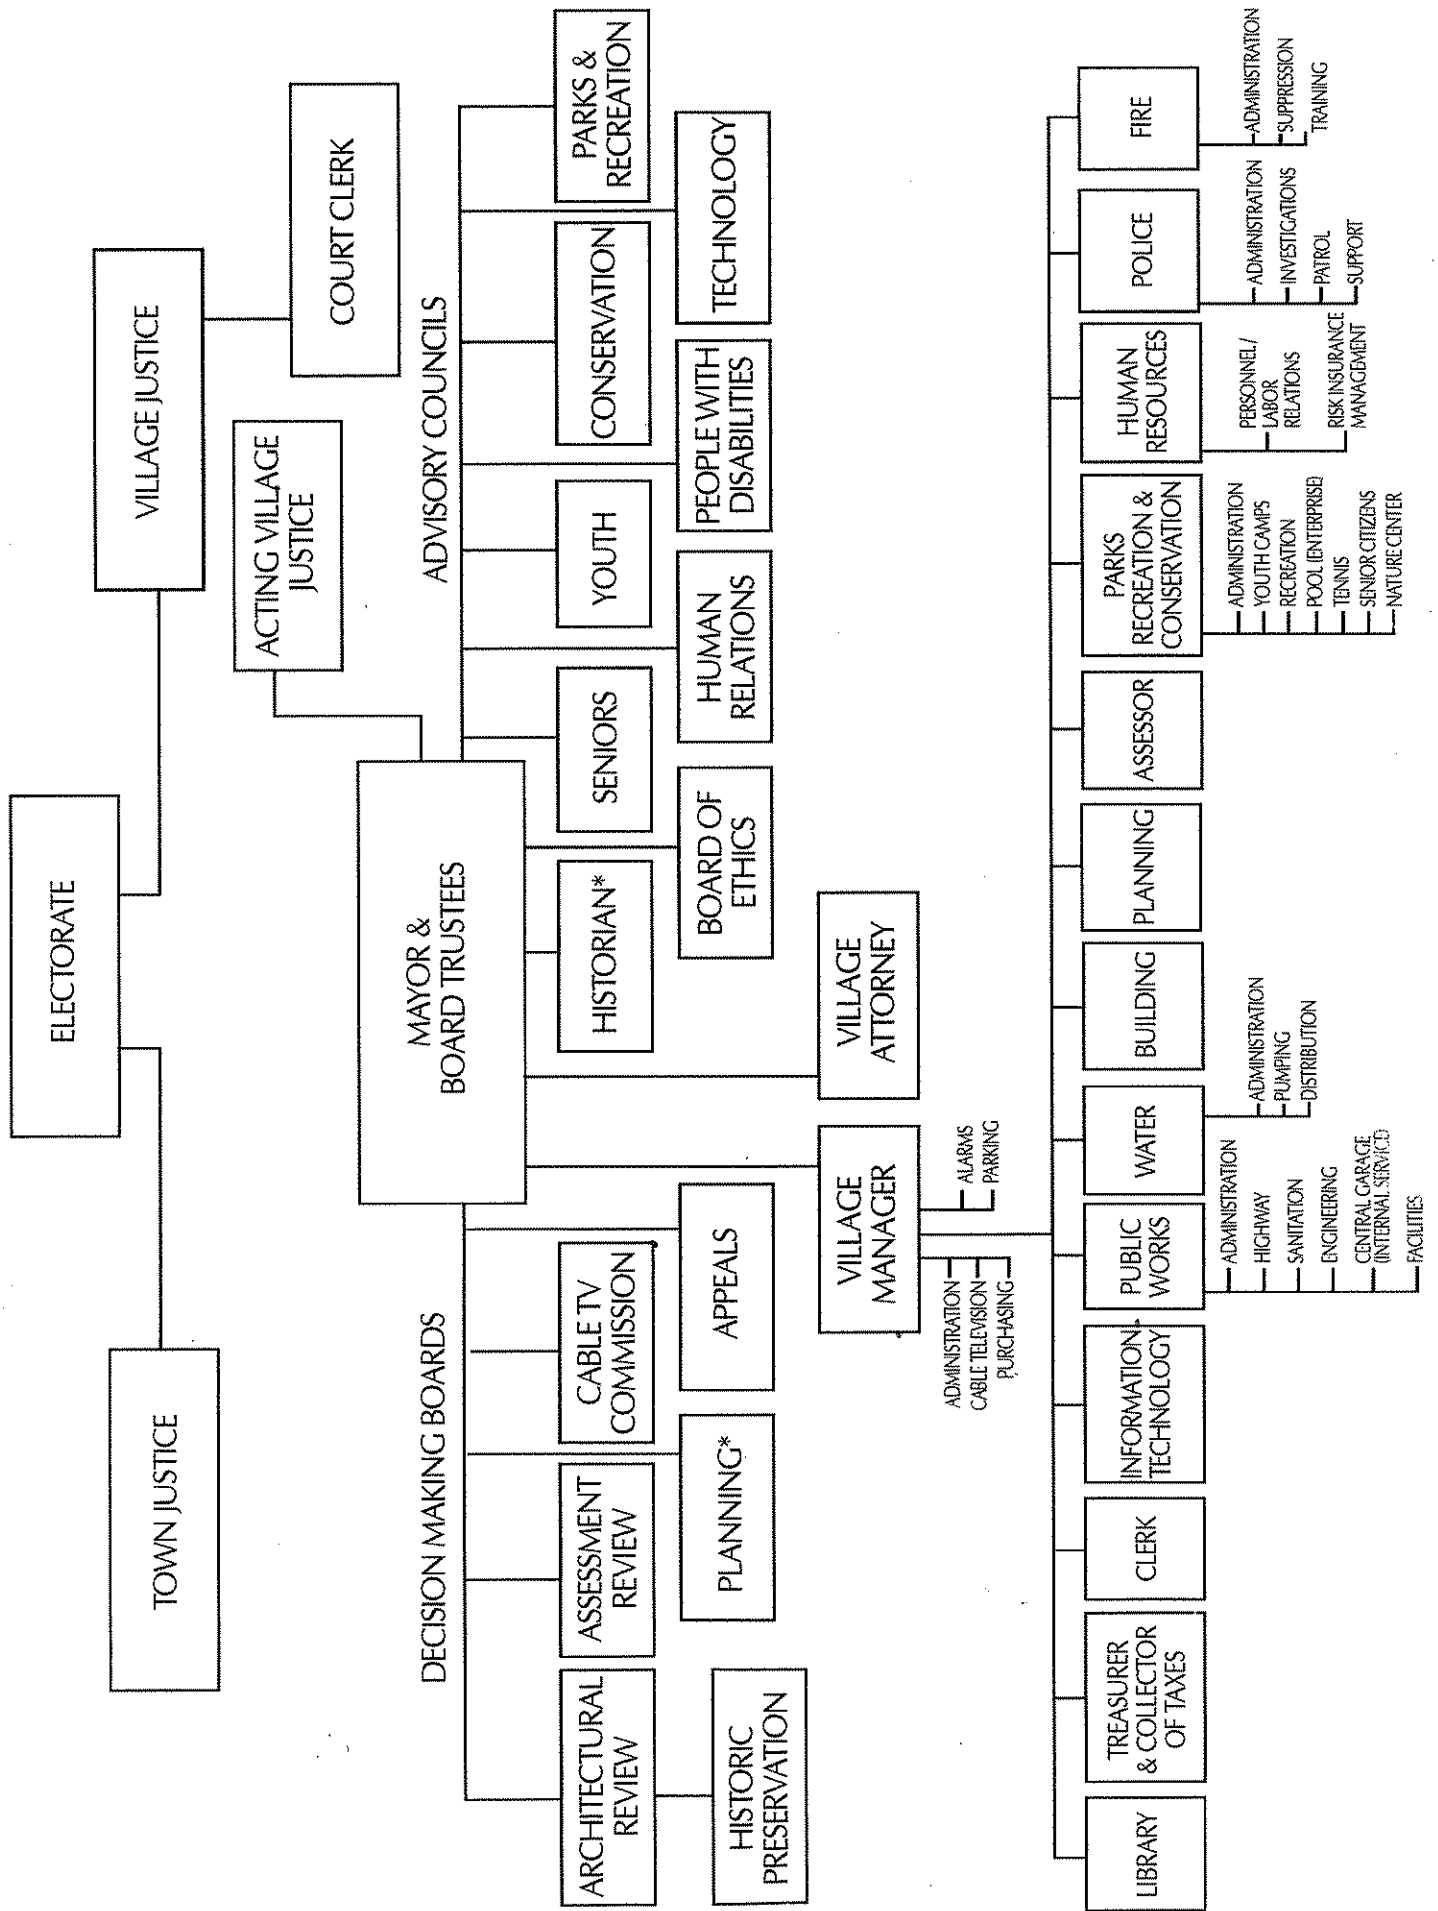 ELECTORATE
TOWN JUSTICE
VILLAGE JUSTICE
ACTING VILLAGE
JUSTICE
COURT CLERK
MAYOR &
BOARD TRUSTEES
DECISION MAKING BOARDS
ADVISORY COUNCILS
ARCHITECTURAL
REVIEW
ASSESSMENT
REVIEW
CABLE TV
COMMISSION
HISTORIAN*
SENIORS
YOUTH
CONSERVATION
PARKS &
RECREATION
HISTORIC
PRESERVATION
PLANNING*
APPEALS
BOARD OF
ETHICS
HUMAN
RELATIONS
PEOPLE WITH
DISABILITIES
TECHNOLOGY
VILLAGE
MANAGER
VILLAGE
ATTORNEY
ADMINISTRATION
CABLE TELEVISION
PURCHASING
ALARMS
PARKING
LIBRARY
TREASURER
& COLLECTOR
OF TAXES
CLERK
INFORMATION
TECHNOLOGY
PUBLIC
WORKS
ADMINISTRATION
HIGHWAY
SANITATION
ENGINEERING
CENTRAL GARAGE
(INTERNAL SERVICE)
FACILITIES
WATER
ADMINISTRATION
PUMPING
DISTRIBUTION
BUILDING
PLANNING
ASSESSOR
PARKS
RECREATION &
CONSERVATION
ADMINISTRATION
YOUTH CAMPS
RECREATION
POOL (ENTERPRISE)
TENNIS
SENIOR CITIZENS
NATURE CENTER
HUMAN
RESOURCES
PERSONNEL/
LABOR
RELATIONS
RISK INSURANCE
MANAGEMENT
POLICE
ADMINISTRATION
INVESTIGATIONS
PATROL
SUPPORT
FIRE
ADMINISTRATION
SUPPRESSION
TRAINING